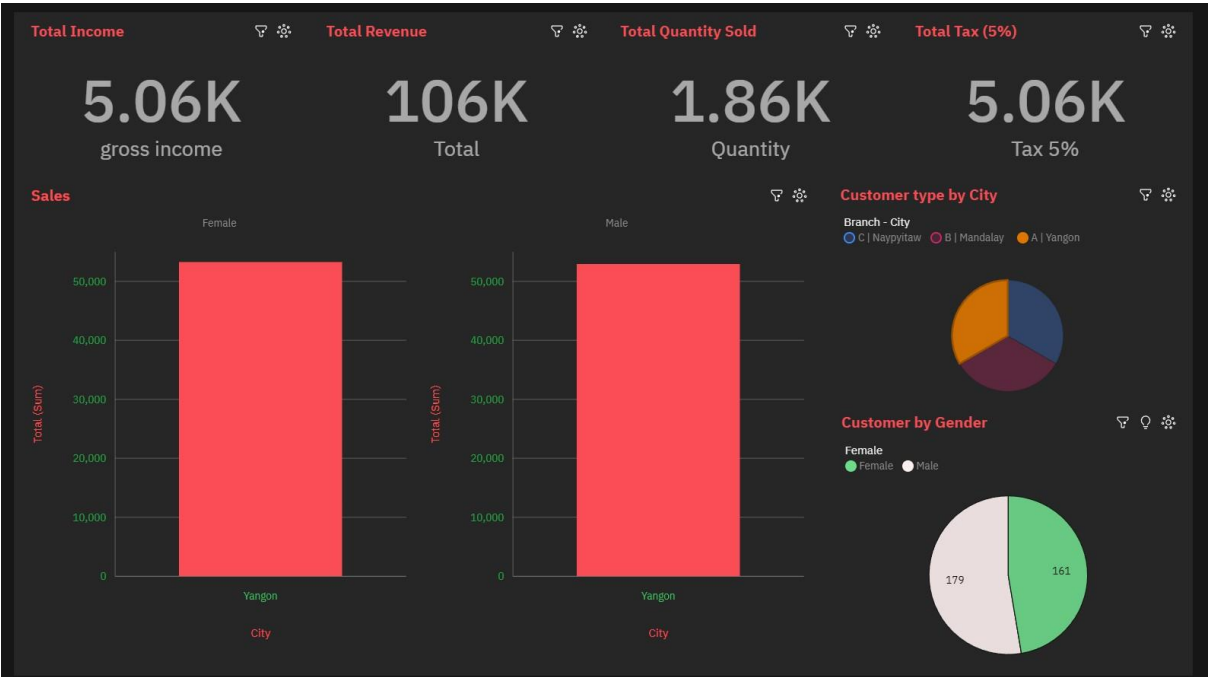 Total Income
Total Revenue
Total Quantity Sold
Total Tax (5%)
5.06K
106K
1.86K
5.06K
gross income
Total
Quantity
Tax 5%
Sales
Female
Male
50,000
40,000
30,000
20,000
10,000
0
Total (Sum)
Yangon
City
50,000
40,000
30,000
20,000
10,000
0
Total (Sum)
Yangon
City
Customer type by City
Branch - City
C | Naypyitaw B | Mandalay A | Yangon
Customer by Gender
Female
Female Male
179
161